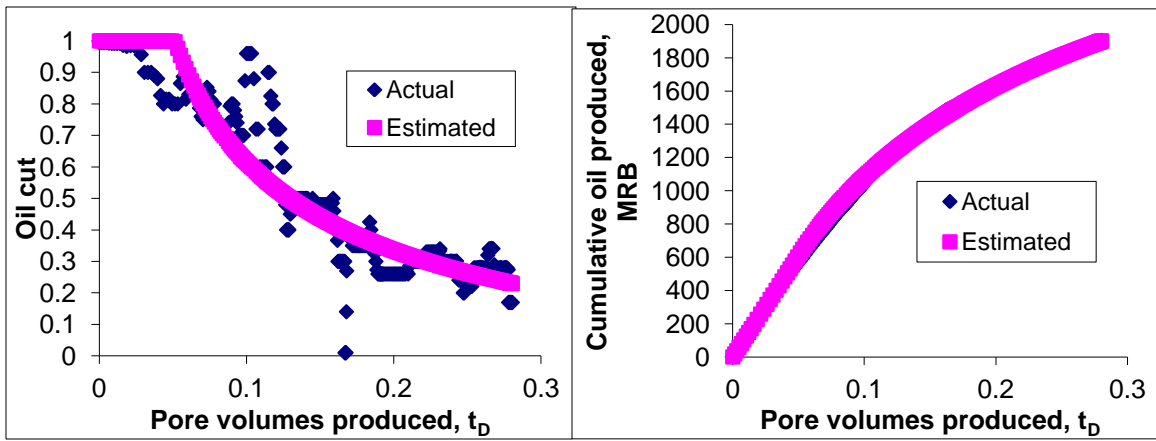 1
0.9
0.8
0.7
0.6
0.5
0.4
0.3
0.2
0.1
0
Oil cut
Actual
Estimated
0 0.1 0.2 0.3
Pore volumes produced, tD
2000
1800
1600
1400
1200
1000
800
600
400
200
0
Cumulative oil produced,
MRB
Actual
Estimated
0 0.1 0.2 0.3
Pore volumes produced, tD